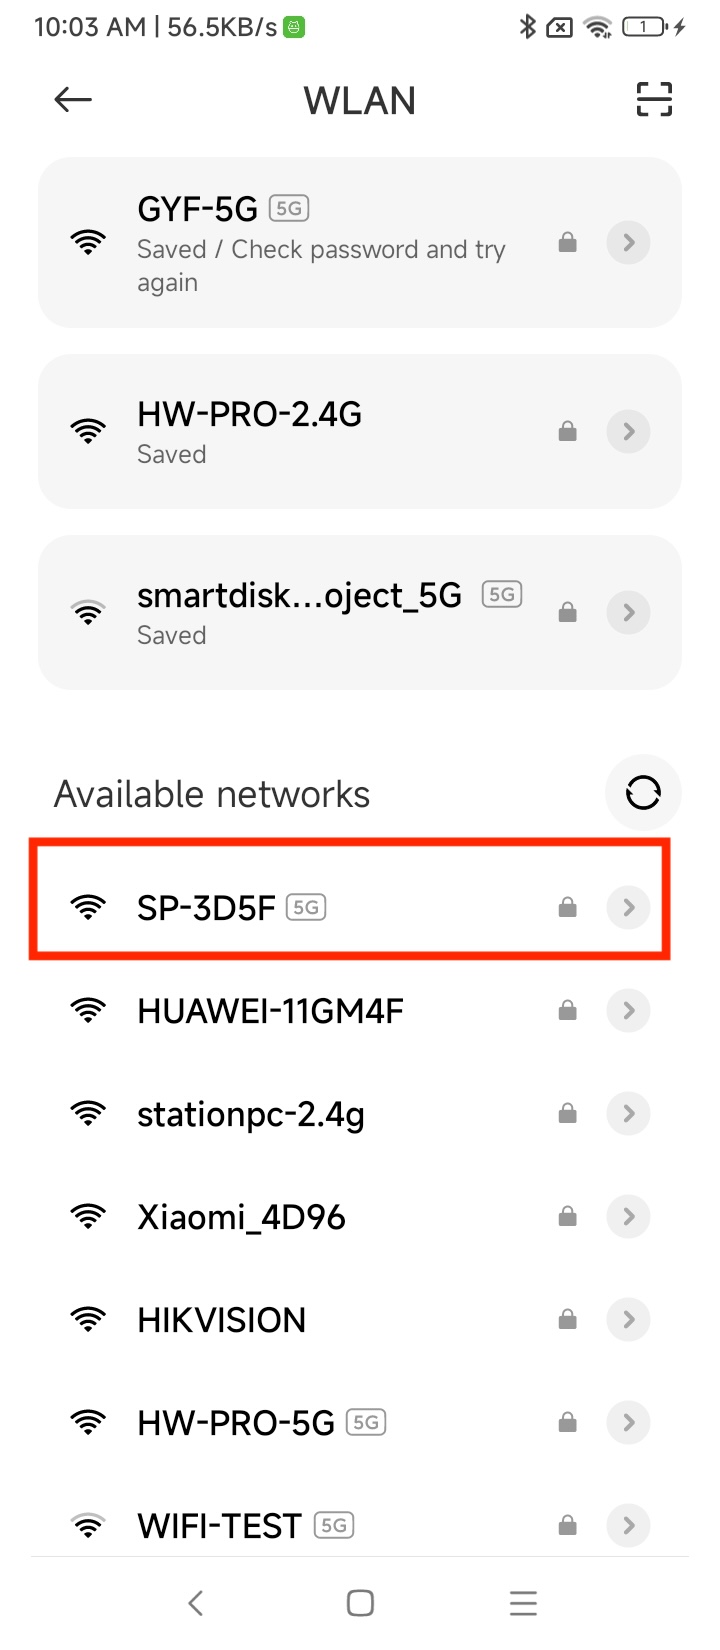 10:03 AM | 56.5KB/s
1
WLAN
GYF-5G 5G
Saved / Check password and try
again
HW-PRO-2.4G
Saved
smartdisk...oject_5G 5G
Saved
Available networks
SP-3D5F 5G
HUAWEI-11GM4F
stationpc-2.4g
Xiaomi_4D96
HIKVISION
HW-PRO-5G 5G
WIFI-TEST 5G